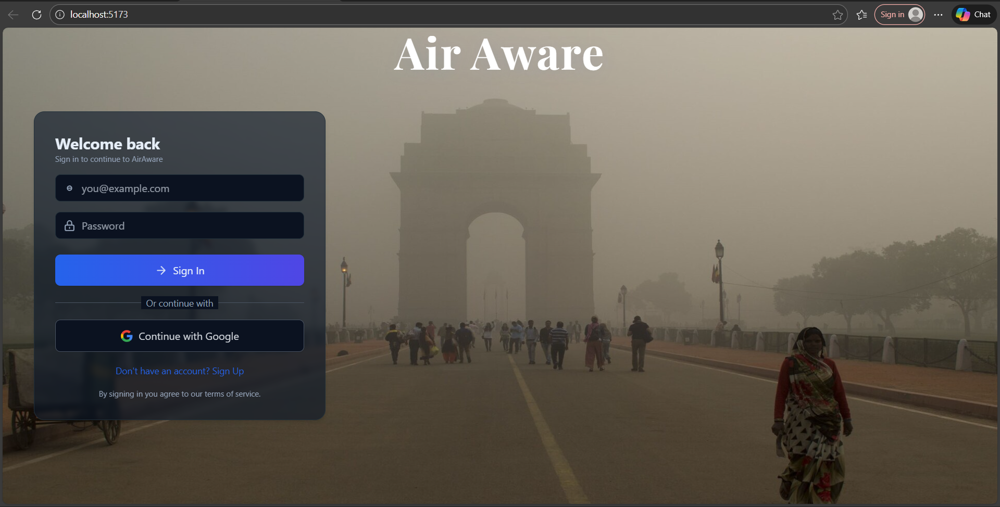 localhost:5173
Sign in
Chat
Air Aware
Welcome back
Sign in to continue to AirAware
you@example.com
Password
Sign In
Or continue with
Continue with Google
Don't have an account? Sign Up
By signing in you agree to our terms of service.